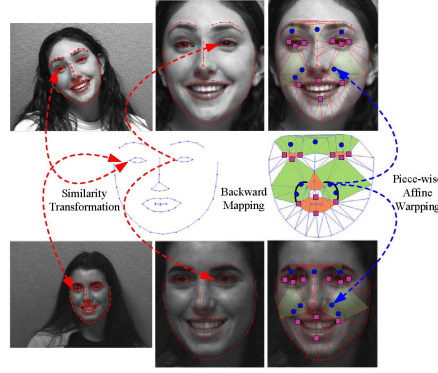 Similarity
Transformation
Backward
Mapping
Piece-wise
Affine
Warpping